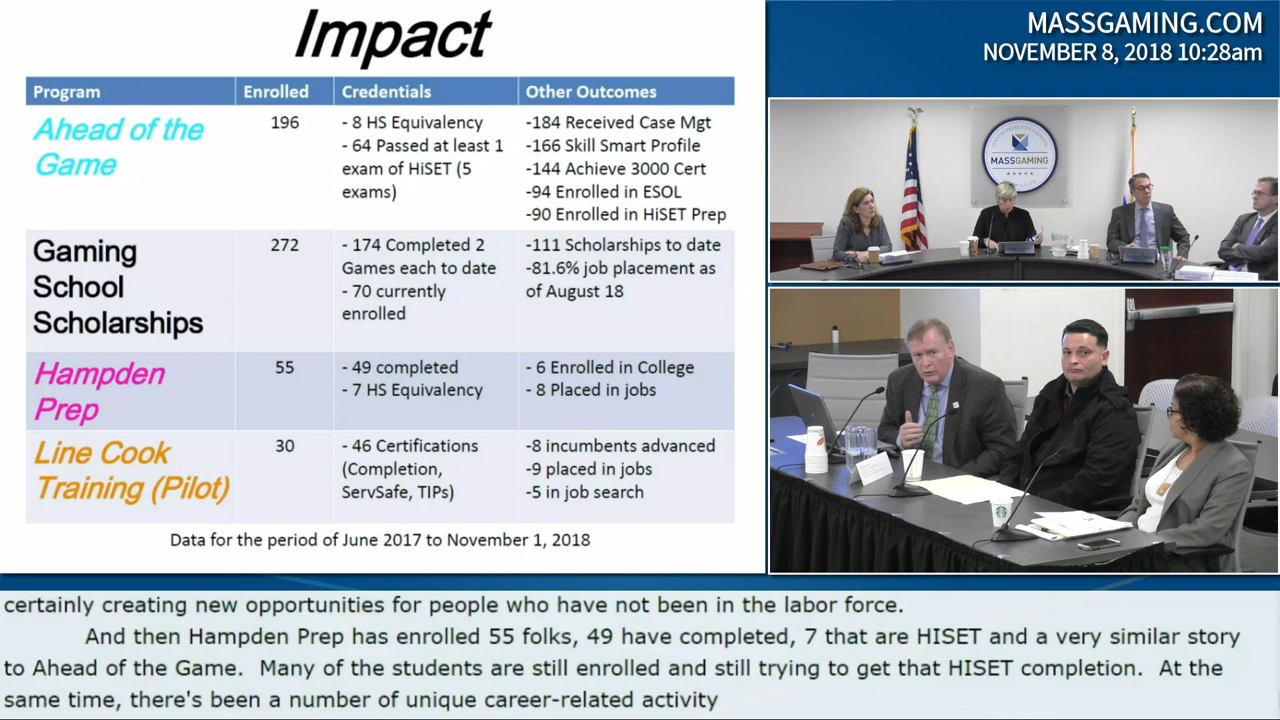 Impact
Program Enrolled Credentials Other Outcomes
Ahead of the
Game
196
- 8 HS Equivalency
- 64 Passed at least 1
exam of HiSET (5
exams)
-184 Received Case Mgt
-166 Skill Smart Profile
-144 Achieve 3000 Cert
-94 Enrolled in ESOL
-90 Enrolled in HiSET Prep
Gaming
School
Scholarships
272
- 174 Completed 2
Games each to date
- 70 currently
enrolled
-111 Scholarships to date
-81.6% job placement as
of August 18
Hampden
Prep
55
- 49 completed
- 7 HS Equivalency
- 6 Enrolled in College
- 8 Placed in jobs
Line Cook
Training (Pilot)
30
- 46 Certifications
(Completion,
ServSafe, TIPs)
-8 incumbents advanced
-9 placed in jobs
-5 in job search
Data for the period of June 2017 to November 1, 2018
MASSGAMING.COM
NOVEMBER 8, 2018 10:28am
MASSGAMING
certainly creating new opportunities for people who have not been in the labor force.
And then Hampden Prep has enrolled 55 folks, 49 have completed, 7 that are HISET and a very similar story
to Ahead of the Game. Many of the students are still enrolled and still trying to get that HISET completion. At the
same time, there's been a number of unique career-related activity